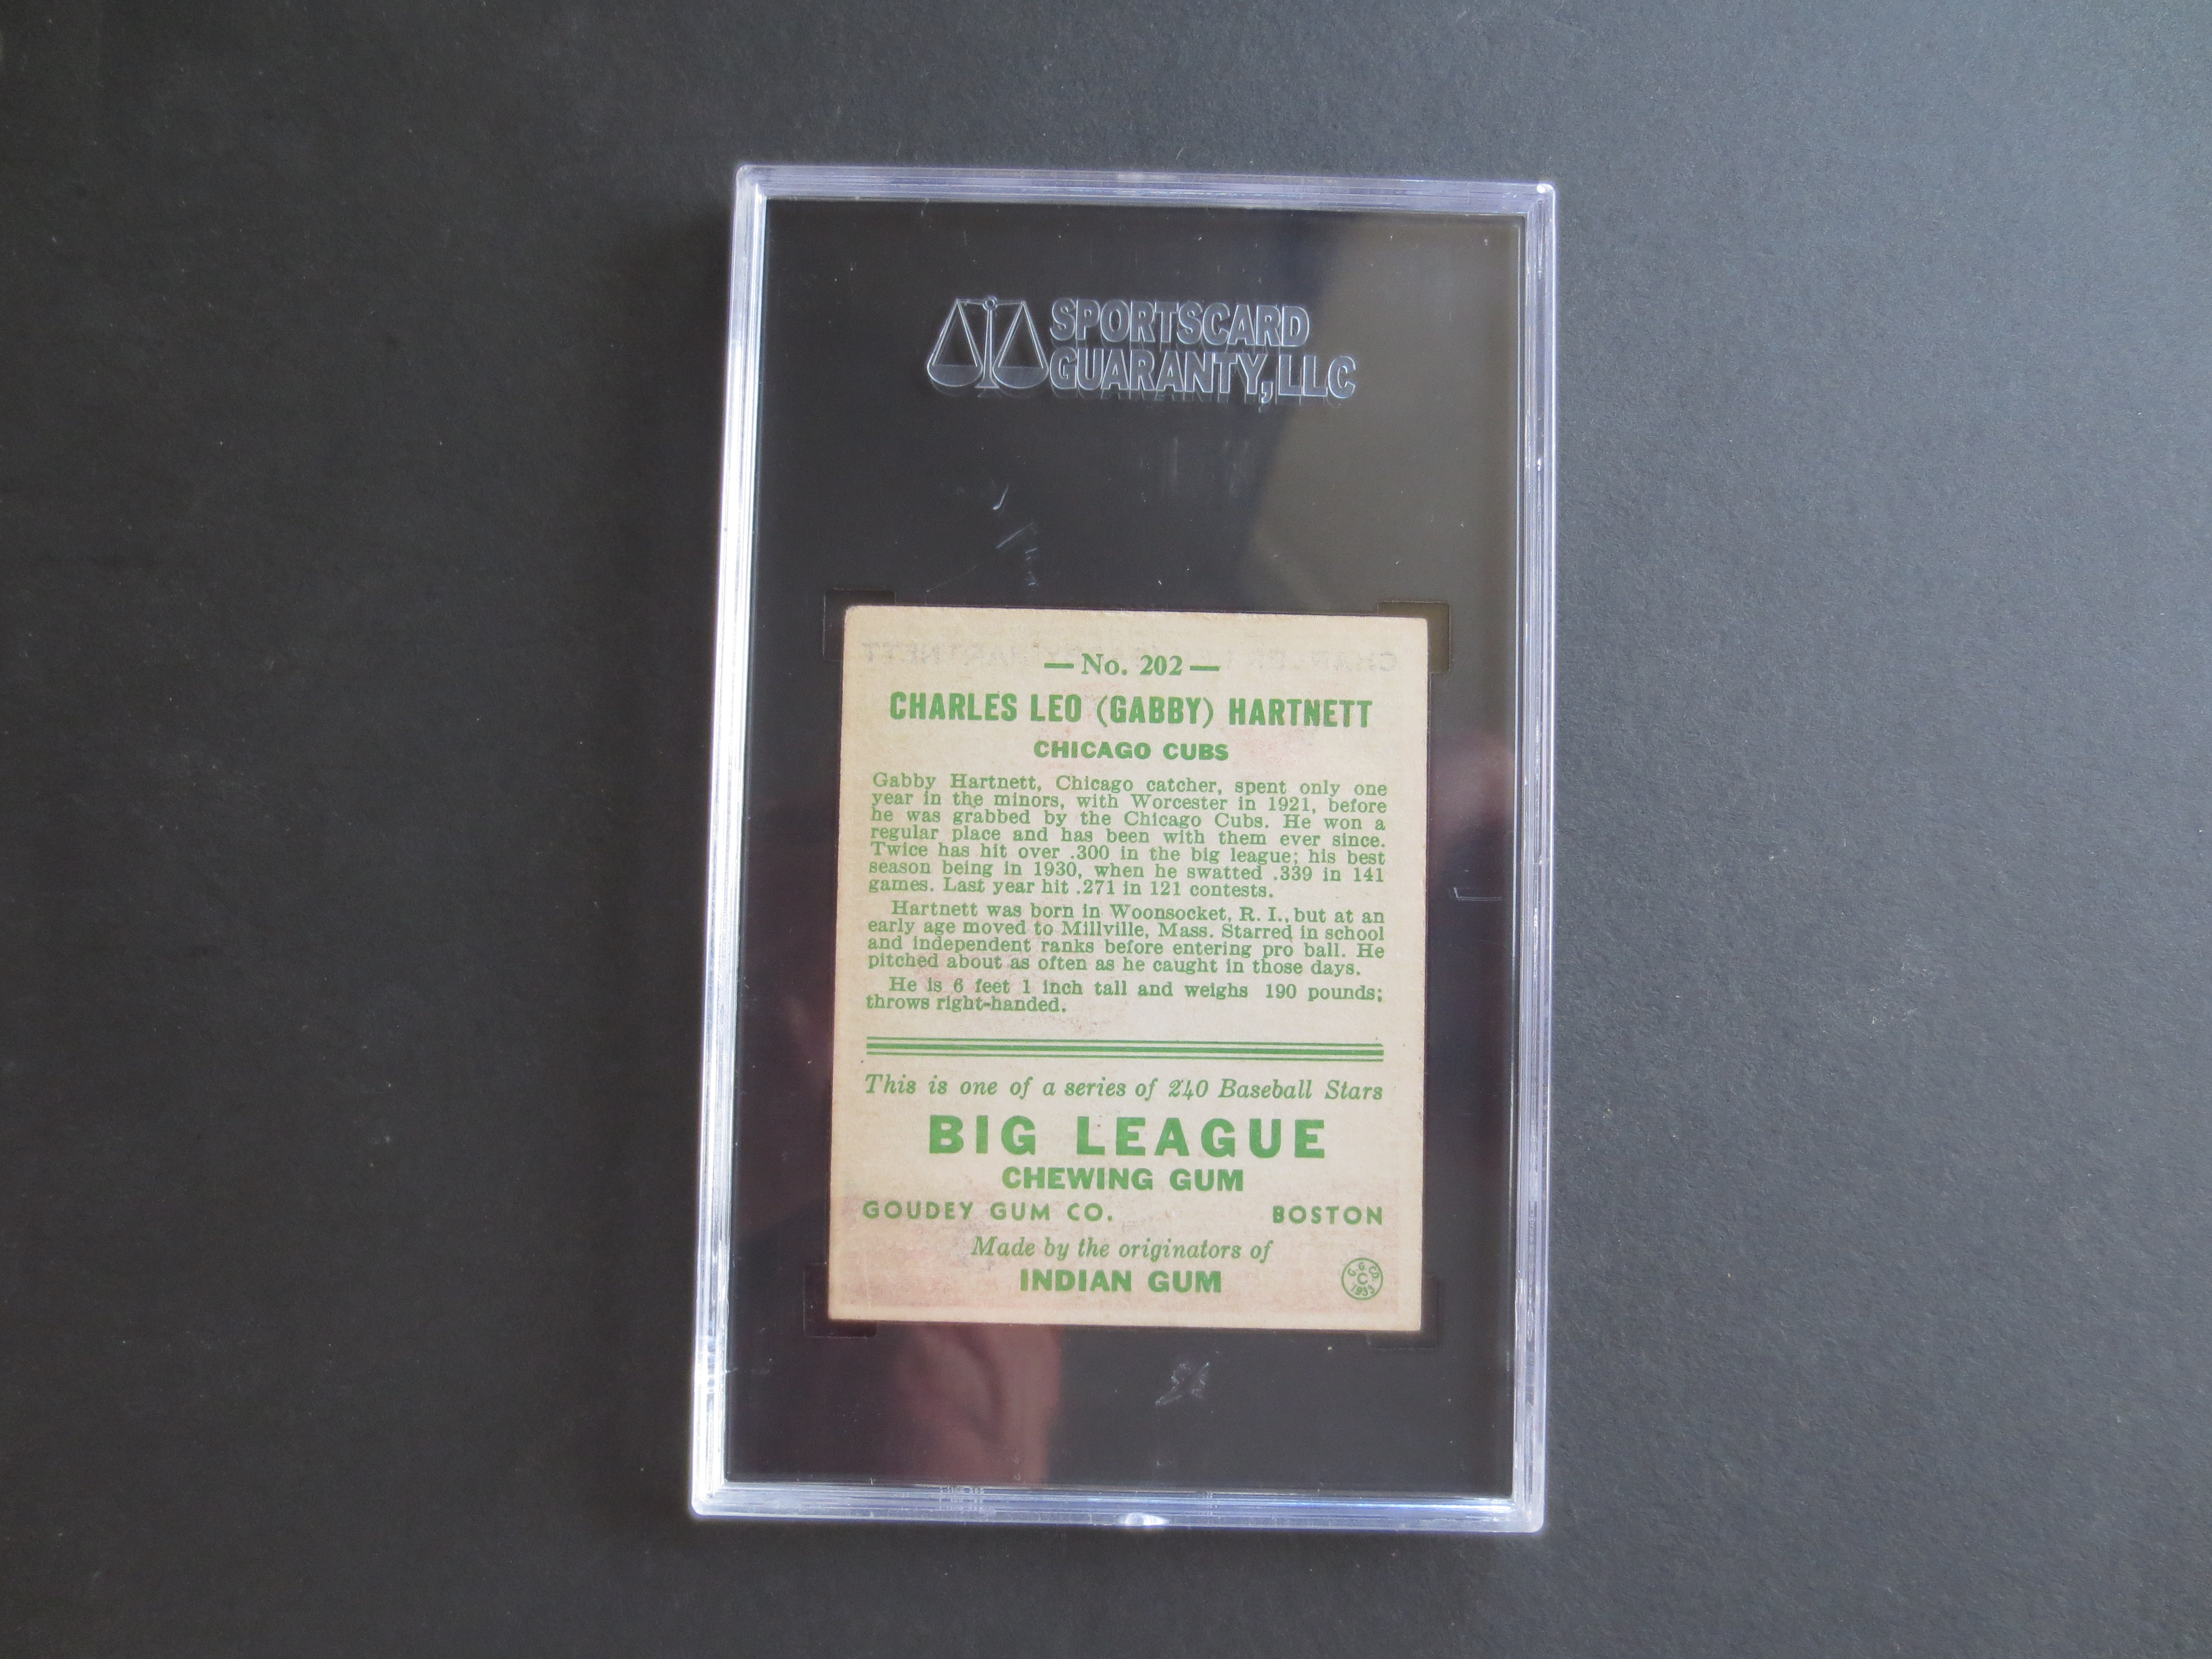 SPORTSCARD
GUARANTY, LLC
— No. 202 —
CHARLES LEO (GABBY) HARTNETT
CHICAGO CUBS
Gabby Hartnett, Chicago catcher, spent only one
year in the minors, with Worcester in 1921, before
he was grabbed by the Chicago Cubs. He won a
regular place and has been with them ever since.
Twice has hit over .300 in the big league; his best
season being in 1930, when he swatted .339 in 141
games. Last year hit .271 in 121 contests.
Hartnett was born in Woonsocket, R. I., but at an
early age moved to Millville, Mass. Starred in school
and independent ranks before entering pro ball. He
pitched about as often as he caught in those days.
He is 6 feet 1 inch tall and weighs 190 pounds;
throws right-handed.
This is one of a series of 240 Baseball Stars
BIG LEAGUE
CHEWING GUM
GOUDEY GUM CO. BOSTON
Made by the originators of
INDIAN GUM
G. G. CO.
C
1933